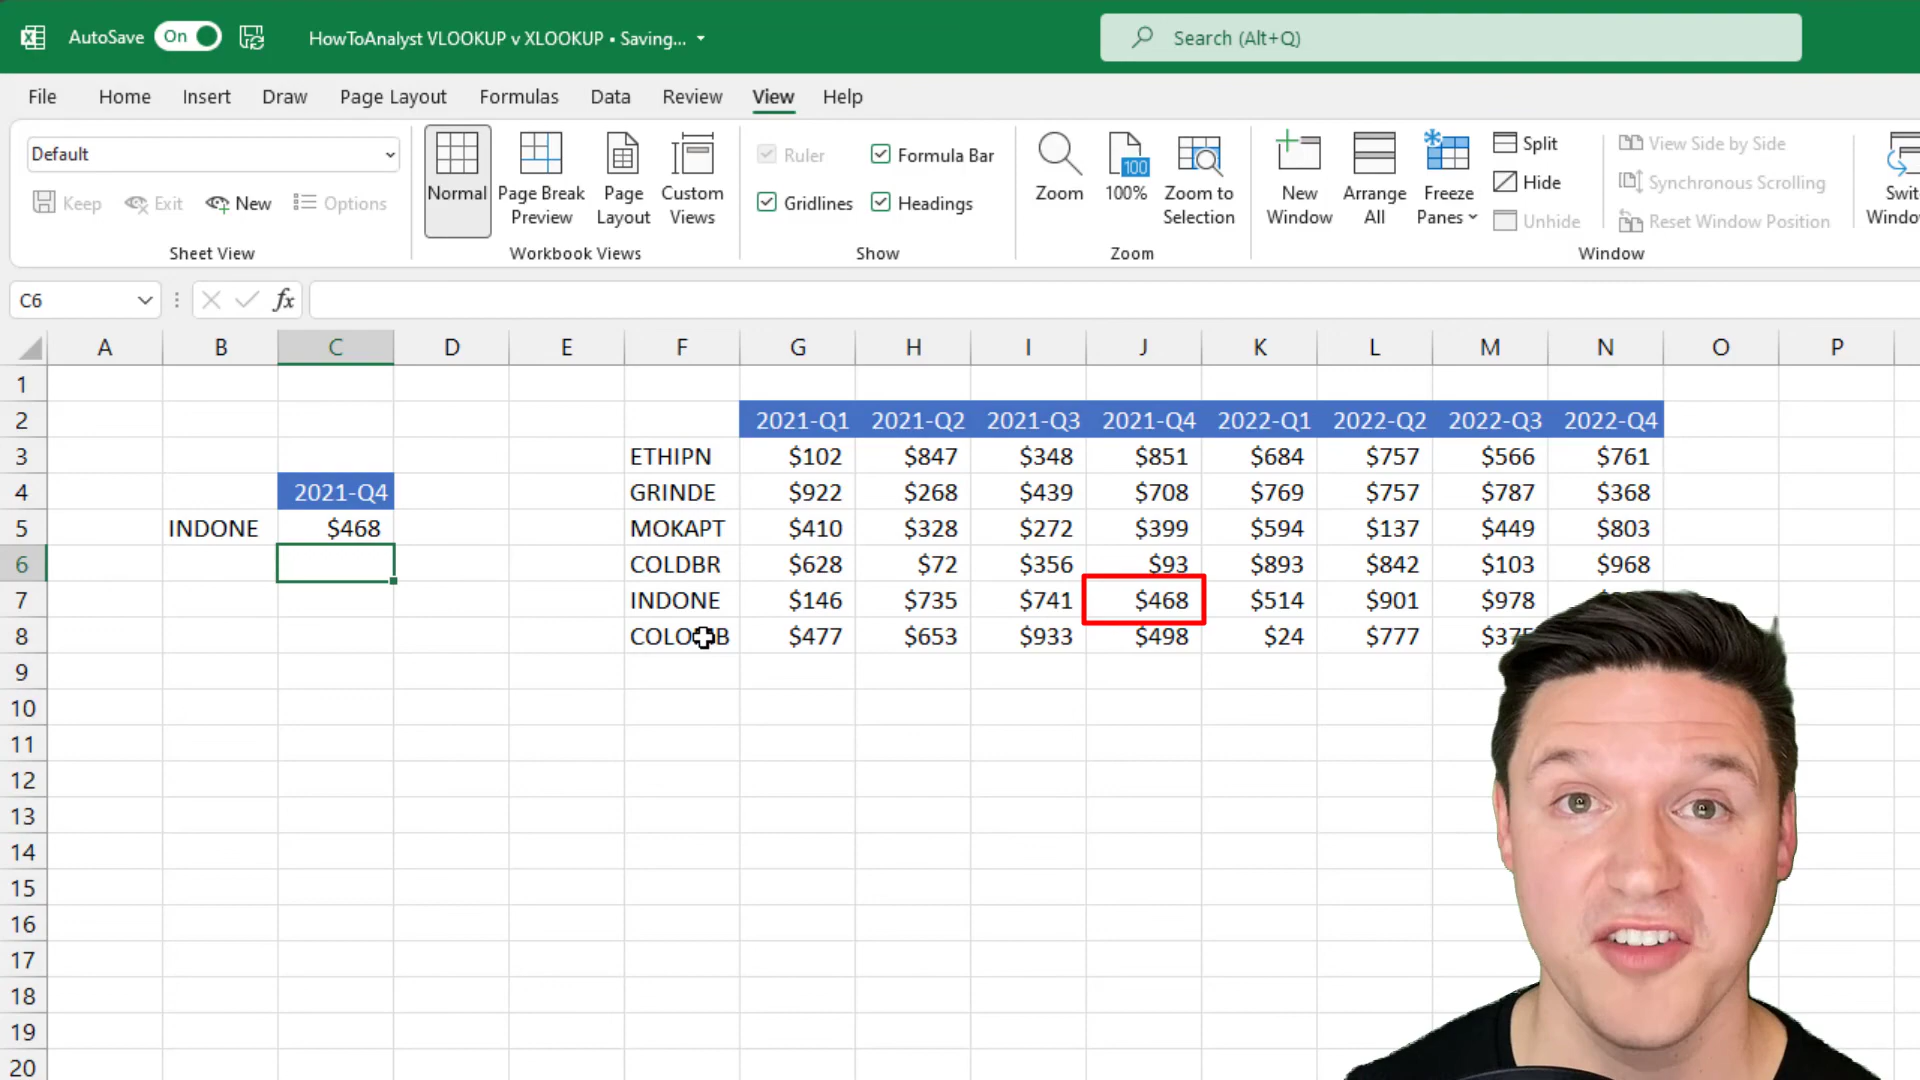 AutoSave On HowToAnalyst VLOOKUP v XLOOKUP • Saving... Search (Alt+Q)
File Home Insert Draw Page Layout Formulas Data Review View Help
Default
Keep Exit New Options
Sheet View
Normal
Page Break Preview
Page Layout
Custom Views
Workbook Views
Ruler Formula Bar
Gridlines Headings
Show
Zoom
100
100%
Zoom to Selection
Zoom
New Window
Arrange All
Freeze Panes
Split
Hide
Unhide
View Side by Side
Synchronous Scrolling
Reset Window Position
Window
C6 fx
A B C D E F G H I J K L M N O P
1
2 2021-Q1 2021-Q2 2021-Q3 2021-Q4 2022-Q1 2022-Q2 2022-Q3 2022-Q4
3 ETHIPN $102 $847 $348 $851 $684 $757 $566 $761
4 2021-Q4 GRINDE $922 $268 $439 $708 $769 $757 $787 $368
5 INDONE $468 MOKAPT $410 $328 $272 $399 $594 $137 $449 $803
6 COLDBR $628 $72 $356 $93 $893 $842 $103 $968
7 INDONE $146 $735 $741 $468 $514 $901 $978
8 $477 $653 $933 $498 $24 $777
9
10
11
12
13
14
15
16
17
18
19
20